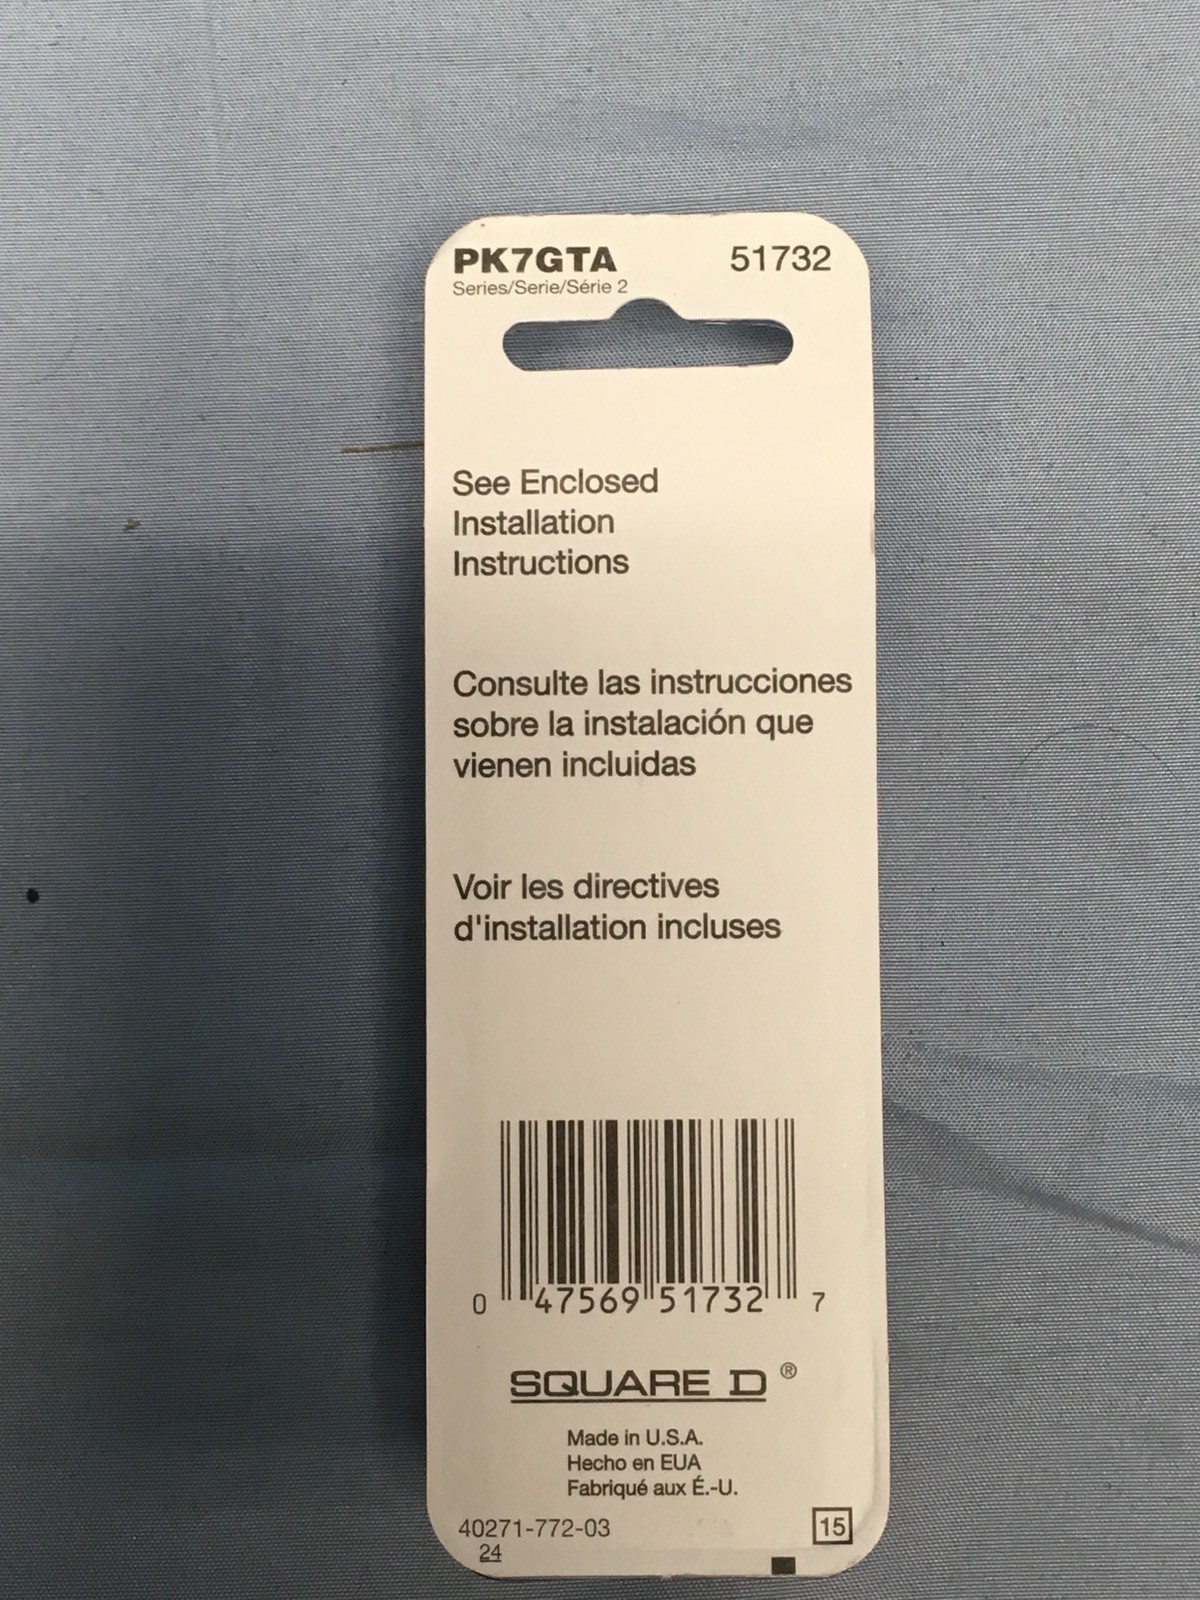 PK7GTA 51732
Series/Serie/Série 2
See Enclosed
Installation
Instructions
Consulte las instrucciones
sobre la instalación que
vienen incluidas
Voir les directives
d'installation incluses
0 47569 51732 7
SQUARE D ®
Made in U.S.A.
Hecho en EUA
Fabriqué aux É.-U.
40271-772-03 15
24